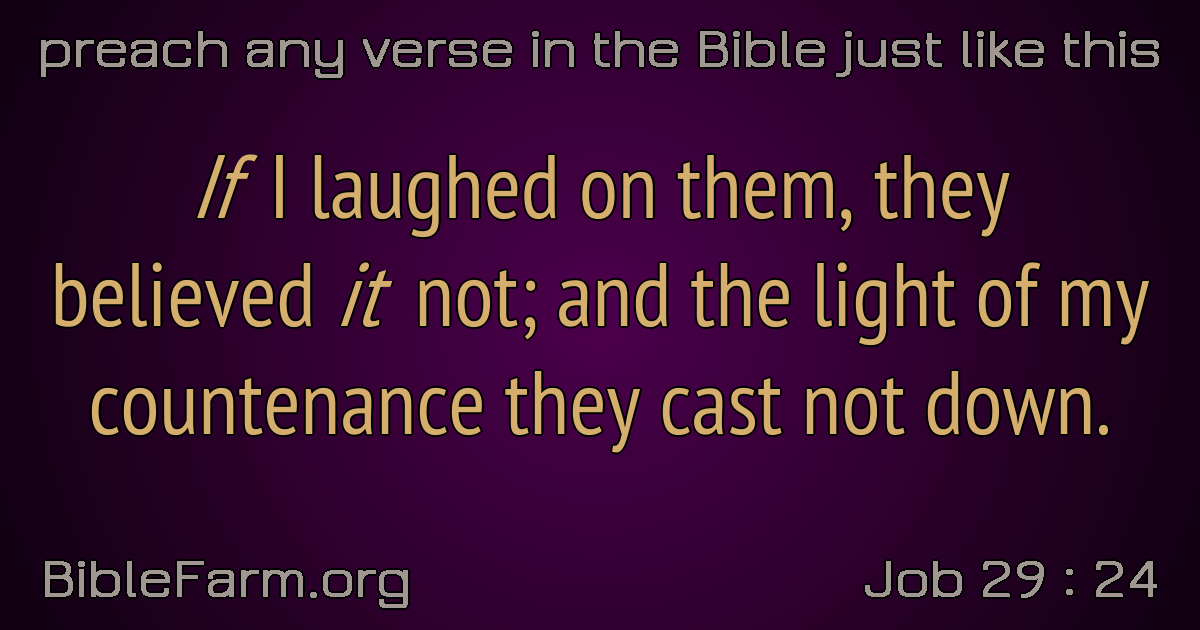 preach any verse in the Bible just like this
If I laughed on them, they
believed it not; and the light of my
countenance they cast not down.
BibleFarm.org
Job 29 : 24